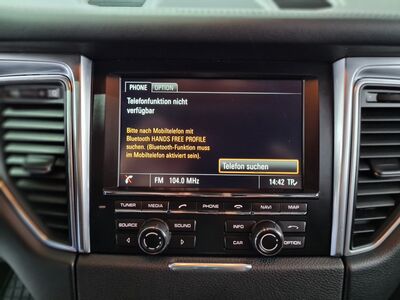 PHONE OPTION
Telefonfunktion nicht
verfügbar
Bitte nach Mobiltelefon mit
Bluetooth HANDS FREE PROFILE
suchen. (Bluetooth-Funktion muss
im Mobiltelefon aktiviert sein).
Telefon suchen
FM 104.0 MHz 14:42 TP
TUNER MEDIA PHONE NAVI MAP
SOURCE SOUND INFO
CAR OPTION